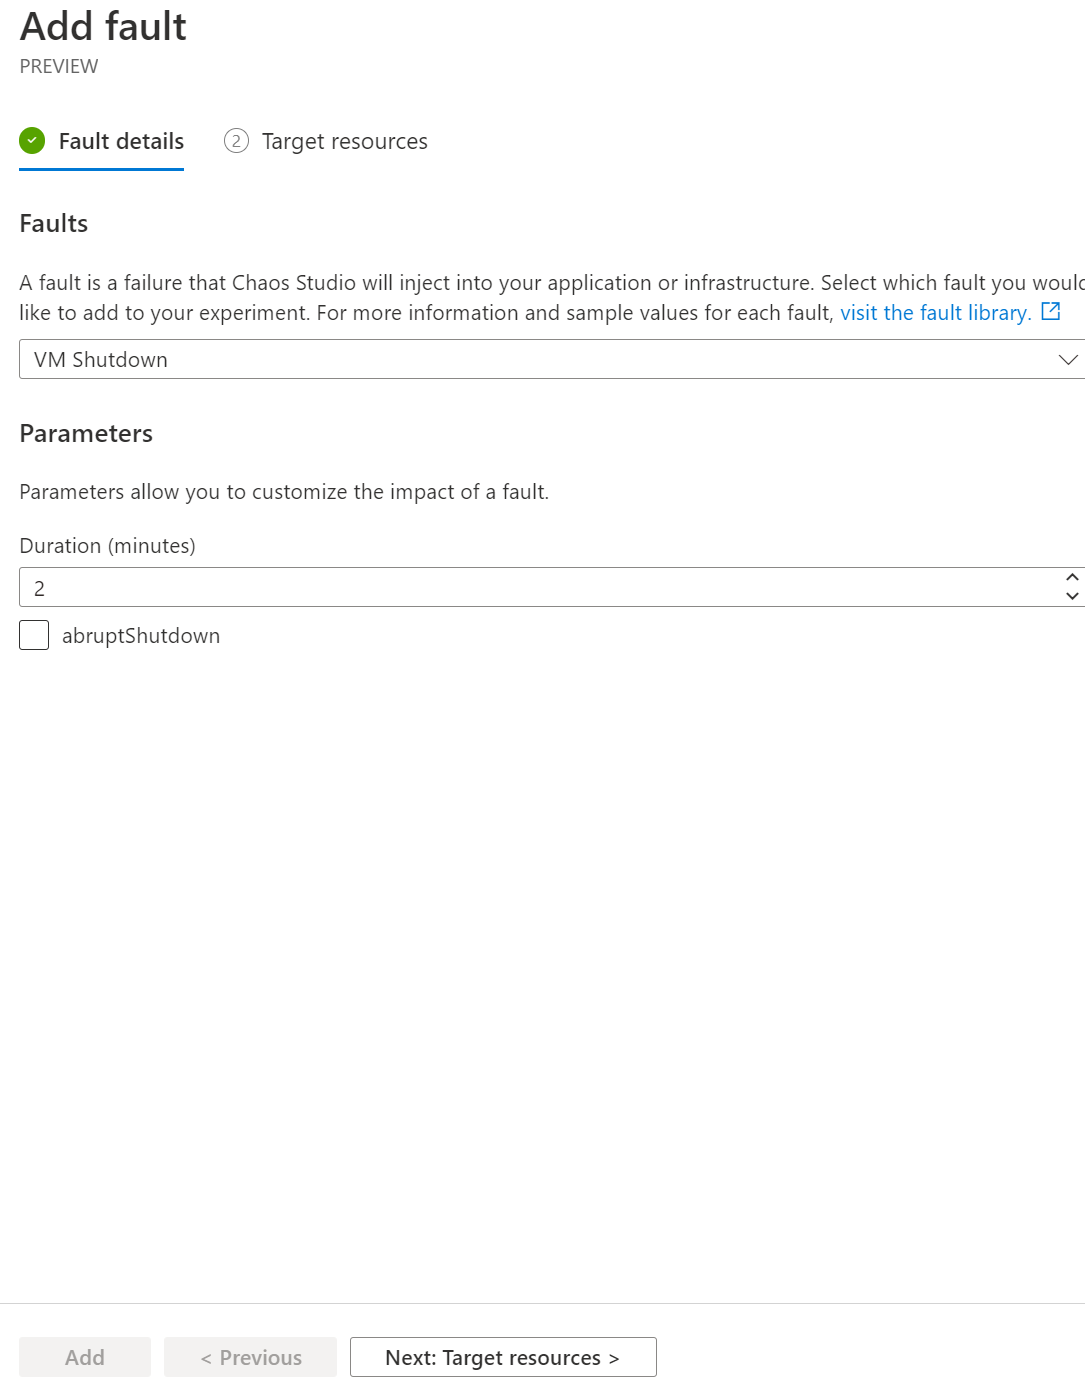 Add fault
PREVIEW
Fault details
2 Target resources
Faults
A fault is a failure that Chaos Studio will inject into your application or infrastructure. Select which fault you would
like to add to your experiment. For more information and sample values for each fault, visit the fault library.
VM Shutdown
Parameters
Parameters allow you to customize the impact of a fault.
Duration (minutes)
2
abruptShutdown
Add < Previous Next: Target resources >